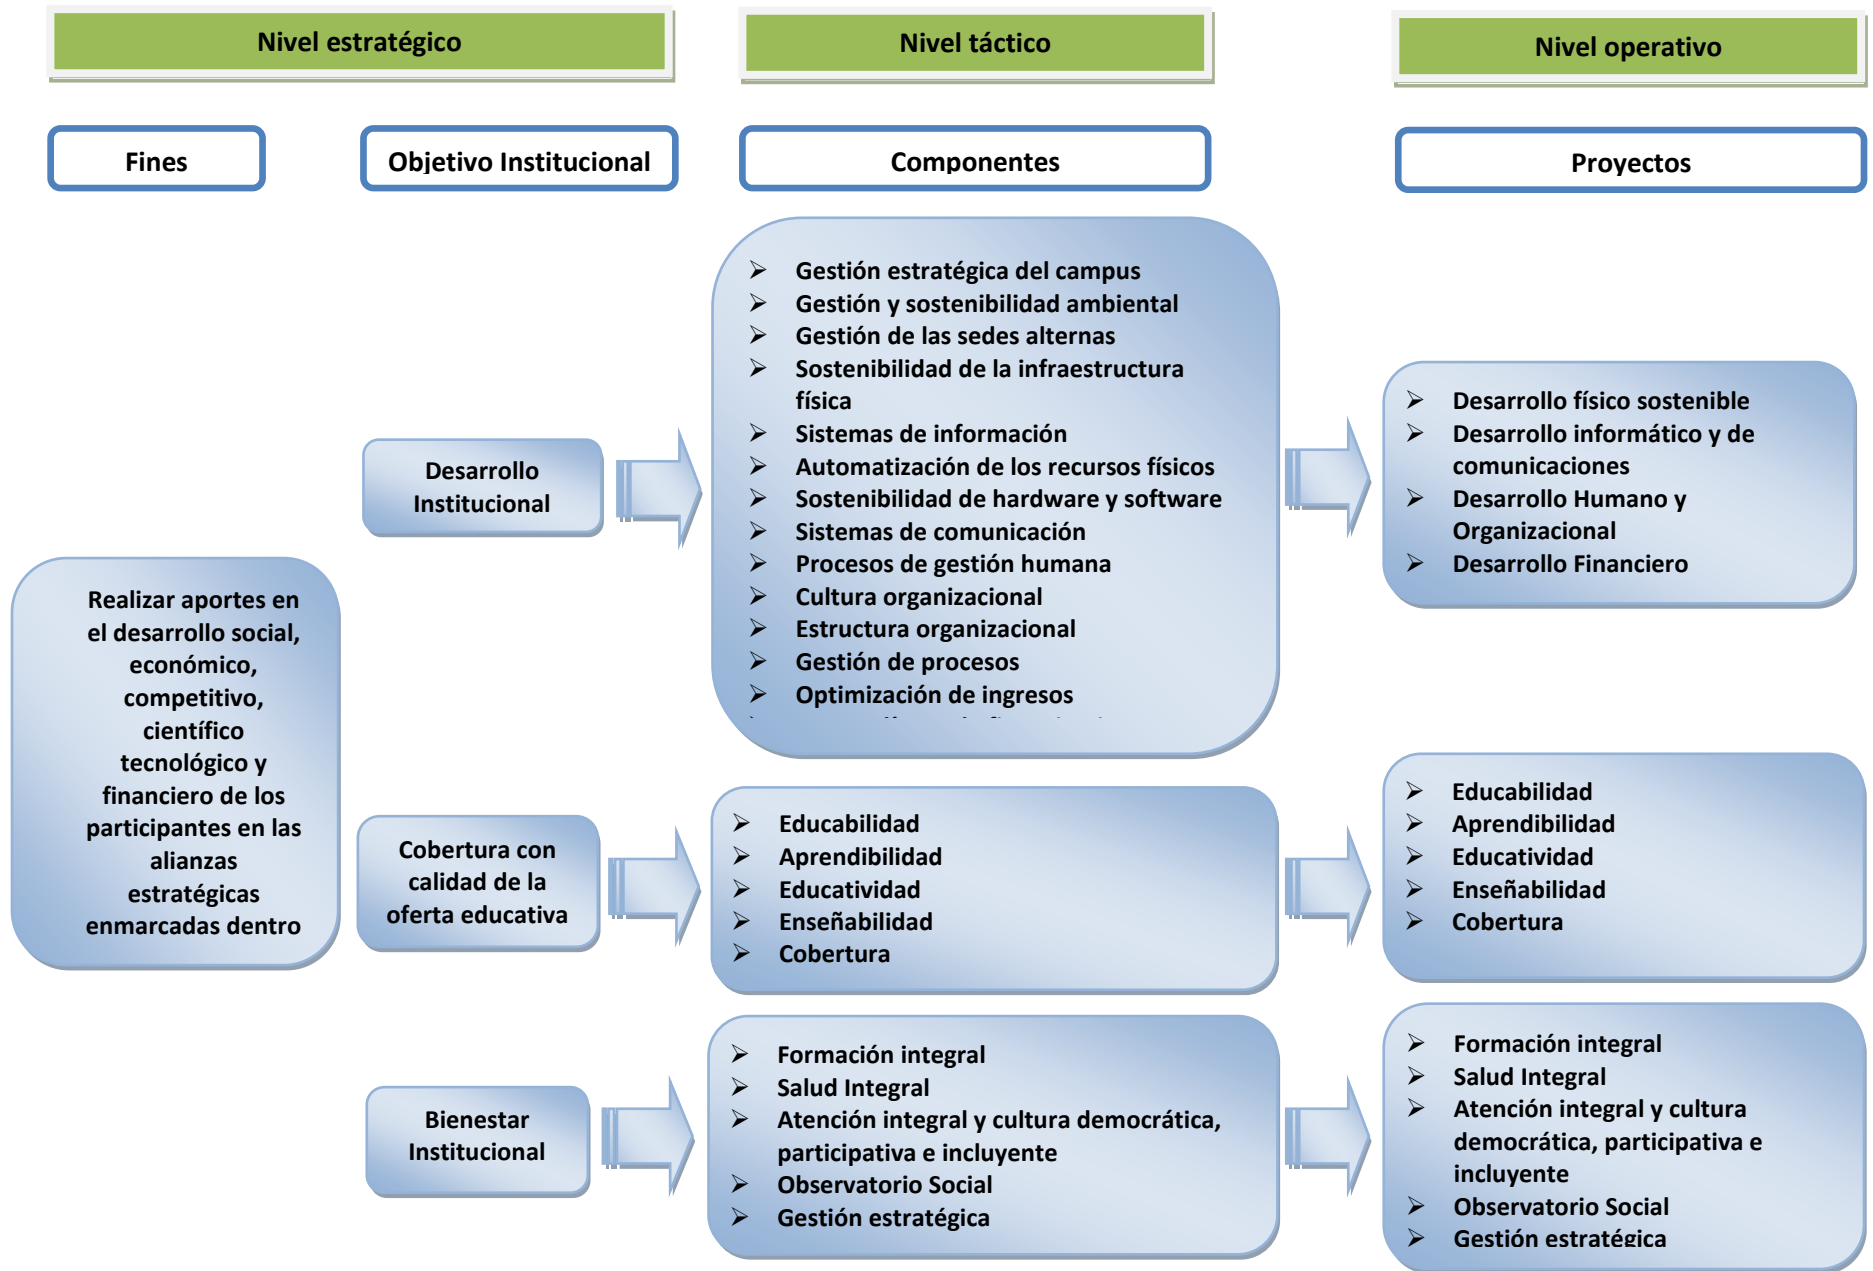 Nivel estratégico
Nivel táctico
Nivel operativo
Fines
Objetivo Institucional
Componentes
Proyectos
Realizar aportes en
el desarrollo social,
económico,
competitivo,
científico
tecnológico y
financiero de los
participantes en las
alianzas
estratégicas
enmarcadas dentro
Desarrollo
Institucional
➢ Gestión estratégica del campus
➢ Gestión y sostenibilidad ambiental
➢ Gestión de las sedes alternas
➢ Sostenibilidad de la infraestructura
física
➢ Sistemas de información
➢ Automatización de los recursos físicos
➢ Sostenibilidad de hardware y software
➢ Sistemas de comunicación
➢ Procesos de gestión humana
➢ Cultura organizacional
➢ Estructura organizacional
➢ Gestión de procesos
➢ Optimización de ingresos
➢ Desarrollo físico sostenible
➢ Desarrollo informático y de
comunicaciones
➢ Desarrollo Humano y
Organizacional
➢ Desarrollo Financiero
Cobertura con
calidad de la
oferta educativa
➢ Educabilidad
➢ Aprendibilidad
➢ Educatividad
➢ Enseñabilidad
➢ Cobertura
➢ Educabilidad
➢ Aprendibilidad
➢ Educatividad
➢ Enseñabilidad
➢ Cobertura
Bienestar
Institucional
➢ Formación integral
➢ Salud Integral
➢ Atención integral y cultura democrática,
participativa e incluyente
➢ Observatorio Social
➢ Gestión estratégica
➢ Formación integral
➢ Salud Integral
➢ Atención integral y cultura
democrática, participativa e
incluyente
➢ Observatorio Social
➢ Gestión estratégica